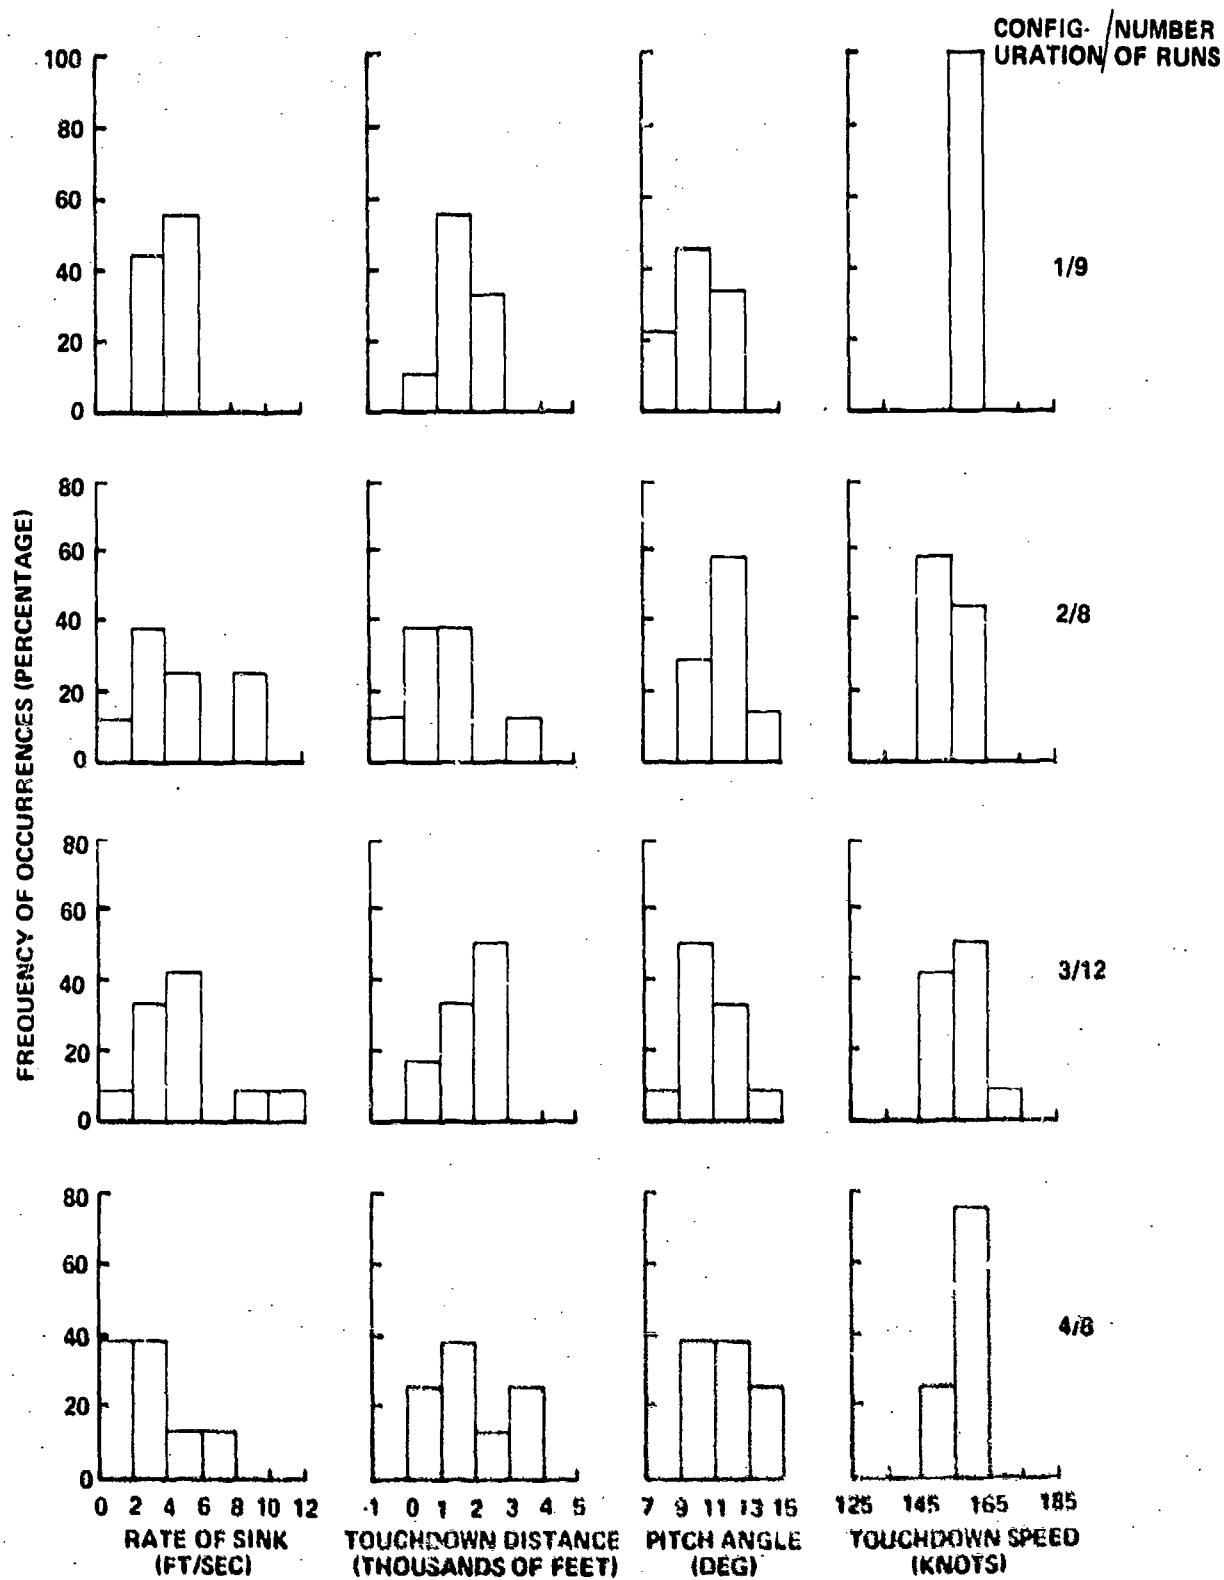 CONFIG-/NUMBER
URATION/OF RUNS
100
80
60
40
20
0
1/9
80
60
40
20
0
2/8
80
60
40
20
0
3/12
80
60
40
20
0
4/8
FREQUENCY OF OCCURRENCES (PERCENTAGE)
0 2 4 6 8 10 12
-1 0 1 2 3 4 5
7 9 11 13 15
125 145 165 185
RATE OF SINK
(FT/SEC)
TOUCHDOWN DISTANCE
(THOUSANDS OF FEET)
PITCH ANGLE
(DEG)
TOUCHDOWN SPEED
(KNOTS)